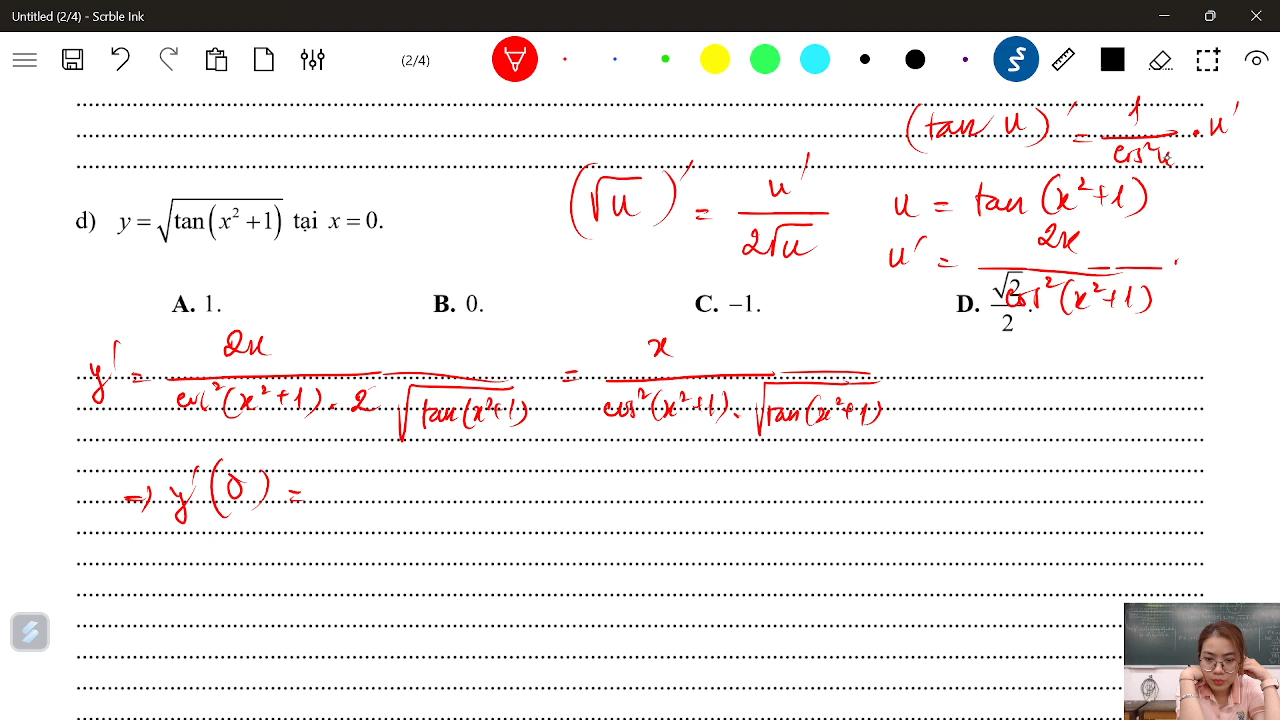 Untitled (2/4) - Scrble Ink
(2/4)
(tan u)' = 1/cos²u . u'
(√u)' = u'/2√u
u = tan (x²+1)
d) y = √tan(x²+1) tại x = 0.
u' = 2x/cos²(x²+1) .
A. 1. B. 0. C. –1. D. √2/2.
y' = 2x/cos²(x²+1) . 2√tan(x²+1) = x/cos²(x²+1) . √tan(x²+1)
⇒ y'(0) =